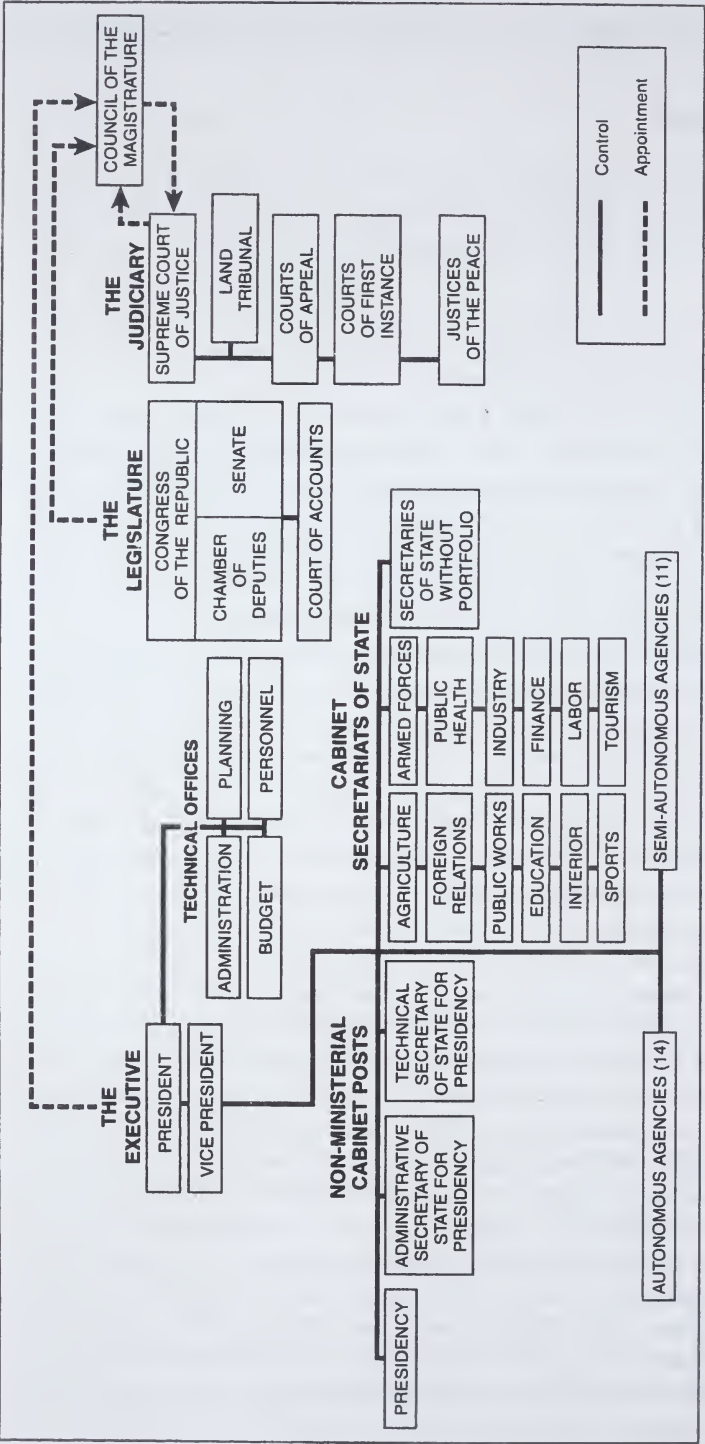 THE
EXECUTIVE
PRESIDENT
VICE PRESIDENT
TECHNICAL OFFICES
ADMINISTRATION
PLANNING
BUDGET
PERSONNEL
THE
LEGISLATURE
CONGRESS
OF THE REPUBLIC
CHAMBER
OF
DEPUTIES
SENATE
COURT OF ACCOUNTS
THE
JUDICIARY
SUPREME COURT
OF JUSTICE
LAND
TRIBUNAL
COURTS
OF APPEAL
COURTS
OF FIRST
INSTANCE
JUSTICES
OF THE PEACE
COUNCIL OF THE
MAGISTRATURE
NON-MINISTERIAL
CABINET POSTS
PRESIDENCY
ADMINISTRATIVE
SECRETARY OF
STATE FOR
PRESIDENCY
TECHNICAL
SECRETARY
OF STATE FOR
PRESIDENCY
CABINET
SECRETARIATS OF STATE
AGRICULTURE
ARMED FORCES
FOREIGN
RELATIONS
PUBLIC
HEALTH
PUBLIC WORKS
INDUSTRY
EDUCATION
FINANCE
INTERIOR
LABOR
SPORTS
TOURISM
SECRETARIES
OF STATE
WITHOUT
PORTFOLIO
AUTONOMOUS AGENCIES (14)
SEMI-AUTONOMOUS AGENCIES (11)
Control
Appointment